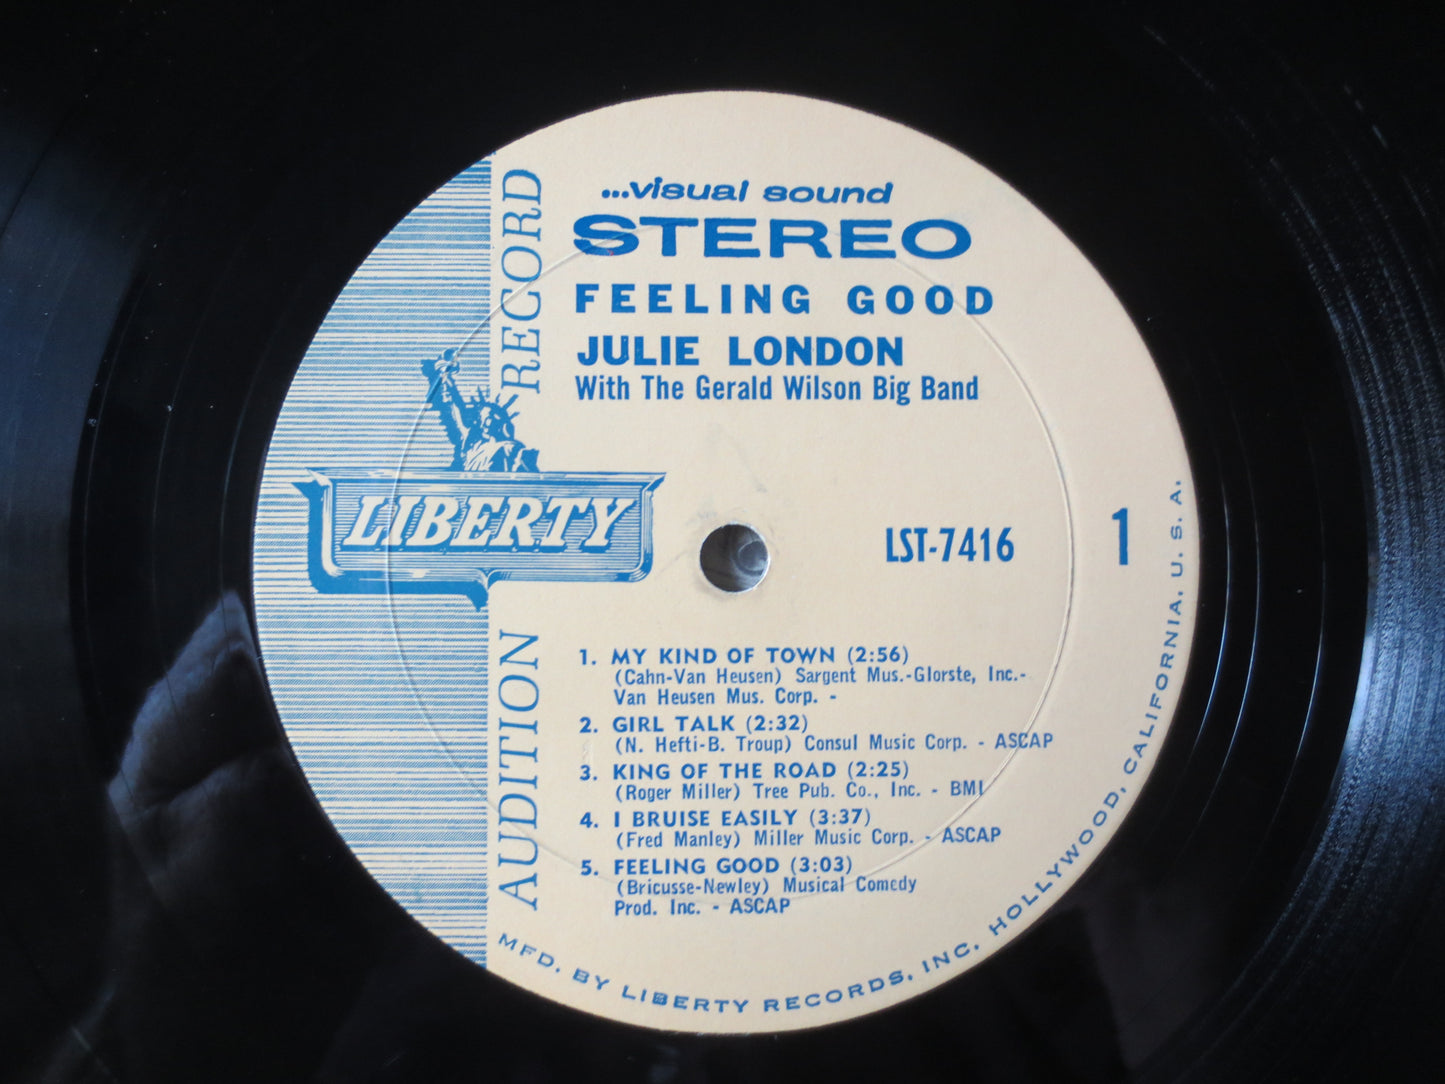 ...visual sound
STEREO
FEELING GOOD
JULIE LONDON
With The Gerald Wilson Big Band
AUDITION RECORD
LIBERTY
LST-7416
1
1. MY KIND OF TOWN (2:56)
(Cahn-Van Heusen) Sargent Mus.-Glorste, Inc.-
Van Heusen Mus. Corp. -
2. GIRL TALK (2:32)
(N. Hefti-B. Troup) Consul Music Corp. - ASCAP
3. KING OF THE ROAD (2:25)
(Roger Miller) Tree Pub. Co., Inc. - BMI
4. I BRUISE EASILY (3:37)
(Fred Manley) Miller Music Corp. - ASCAP
5. FEELING GOOD (3:03)
(Bricusse-Newley) Musical Comedy
Prod. Inc. - ASCAP
MFD. BY LIBERTY RECORDS, INC. HOLLYWOOD, CALIFORNIA, U. S. A.